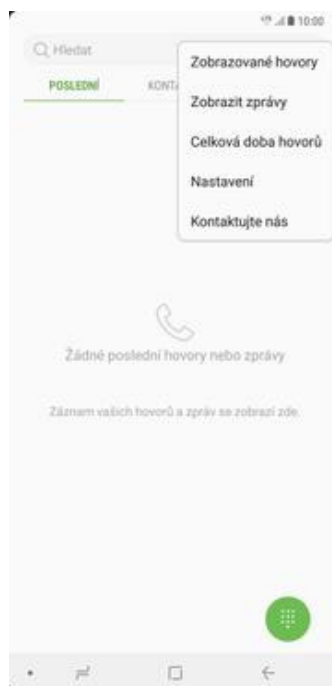 10:00
Hledat
Zobrazované hovory
POSLEDNÍ
KONTA
Zobrazit zprávy
Celková doba hovorů
Nastavení
Kontaktujte nás
Žádné poslední hovory nebo zprávy
Záznam vašich hovorů a zpráv se zobrazí zde.